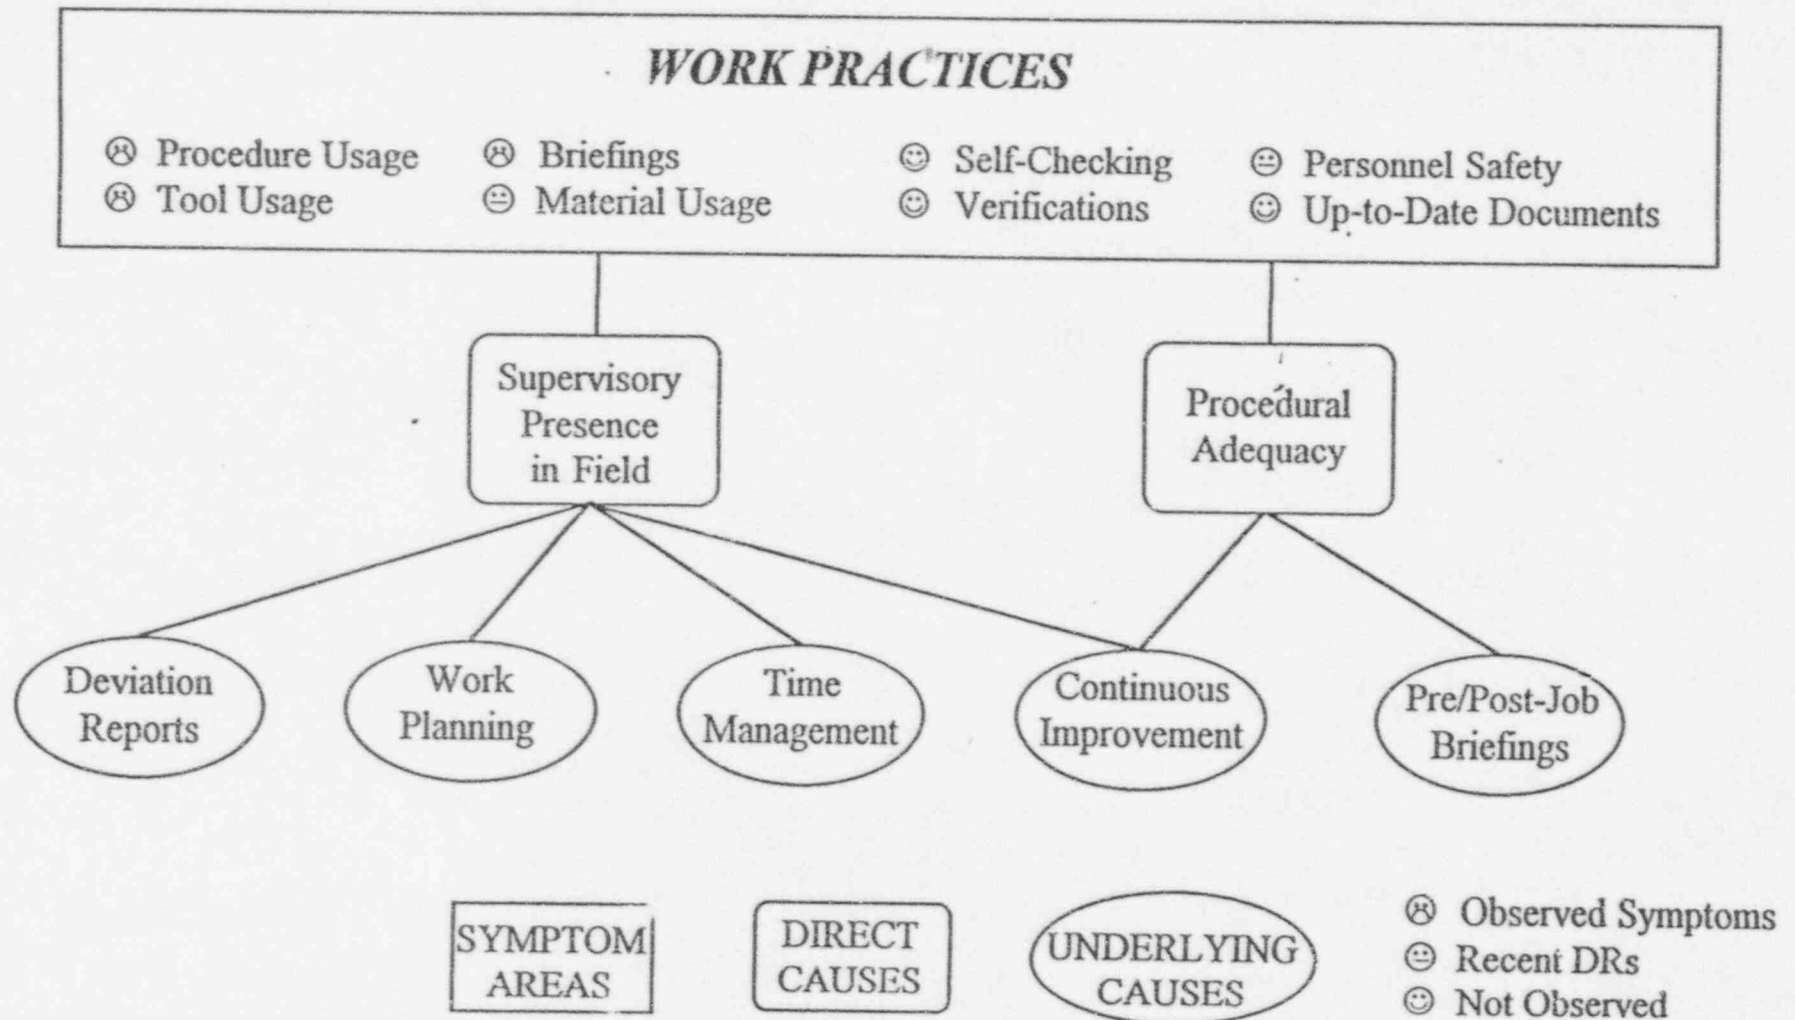 WORK PRACTICES
☹ Procedure Usage ☹ Briefings ☺ Self-Checking 😐 Personnel Safety
☹ Tool Usage 😐 Material Usage ☺ Verifications ☺ Up-to-Date Documents
Supervisory
Presence
in Field
Procedural
Adequacy
Deviation
Reports
Work
Planning
Time
Management
Continuous
Improvement
Pre/Post-Job
Briefings
SYMPTOM
AREAS
DIRECT
CAUSES
UNDERLYING
CAUSES
☹ Observed Symptoms
😐 Recent DRs
☺ Not Observed